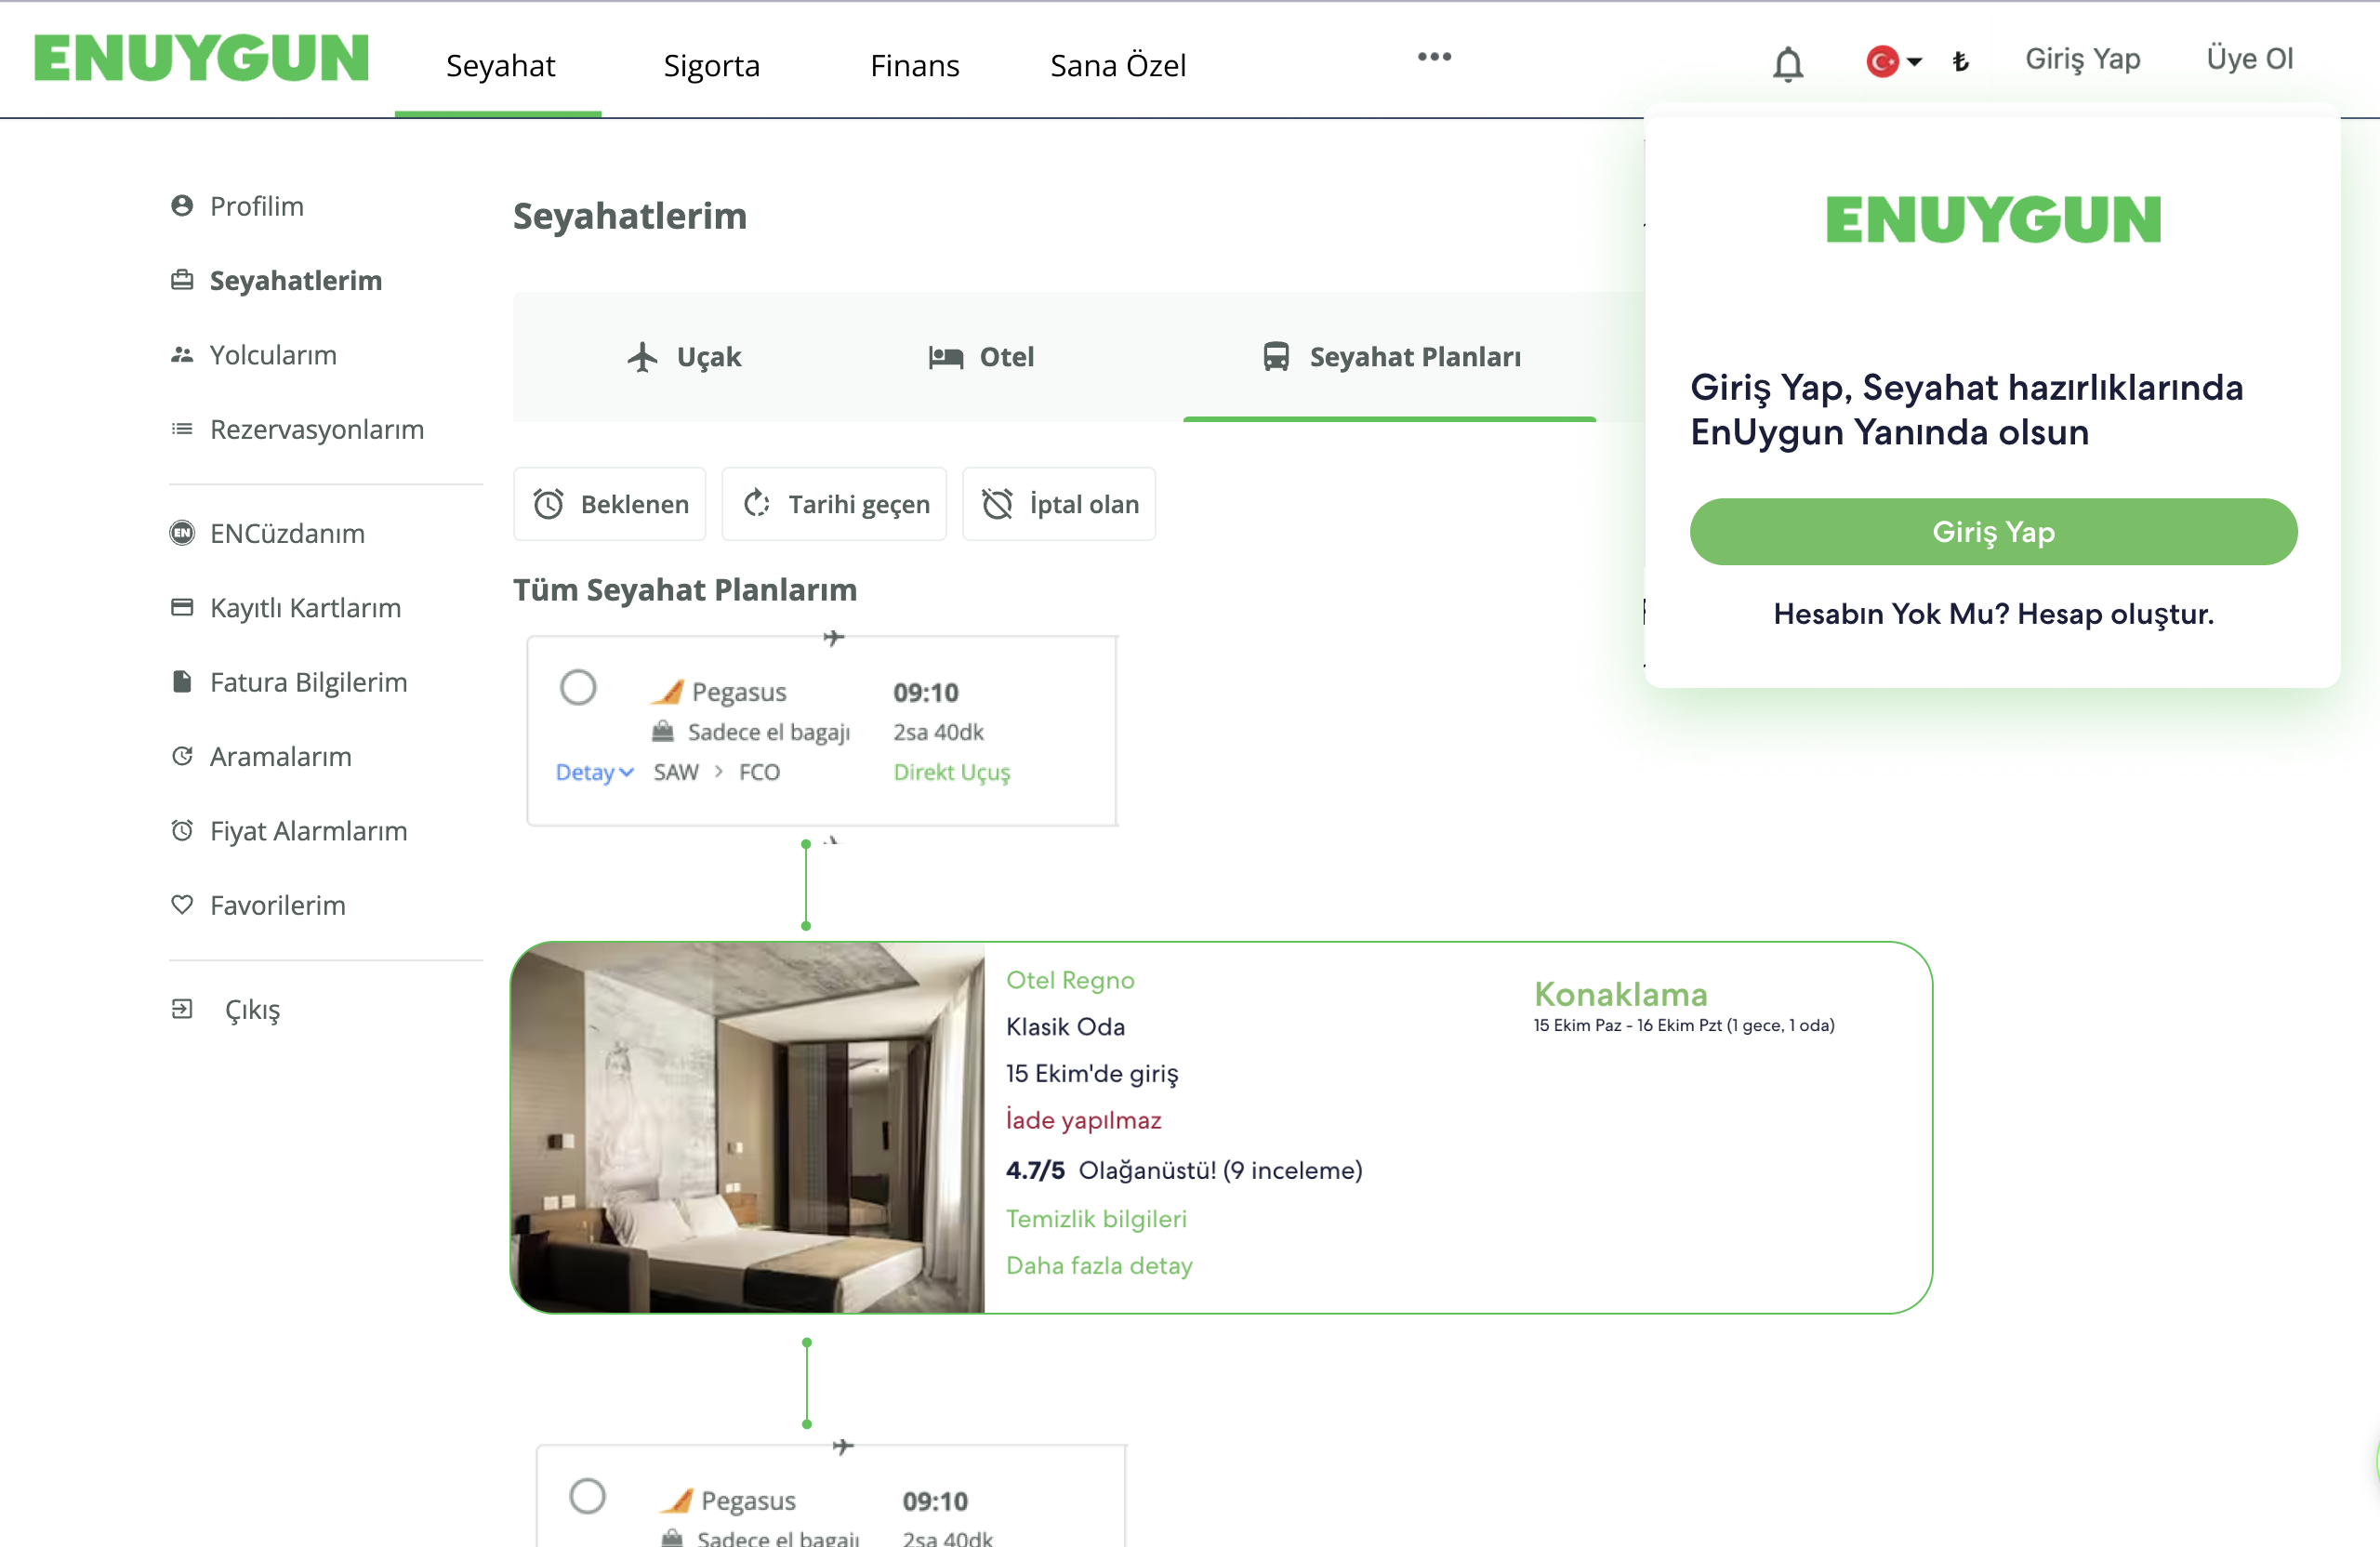 ENUYGUN
Seyahat
Sigorta
Finans
Sana Özel
•••
₺
Giriş Yap
Üye Ol
Profilim
Seyahatlerim
Yolcularım
Rezervasyonlarım
EN ENCüzdanım
Kayıtlı Kartlarım
Fatura Bilgilerim
Aramalarım
Fiyat Alarmlarım
Favorilerim
Çıkış
Seyahatlerim
Uçak
Otel
Seyahat Planları
Beklenen
Tarihi geçen
İptal olan
Tüm Seyahat Planlarım
Pegasus 09:10
Sadece el bagajı 2sa 40dk
Detay SAW > FCO Direkt Uçuş
Otel Regno
Klasik Oda
15 Ekim'de giriş
İade yapılmaz
4.7/5 Olağanüstü! (9 inceleme)
Temizlik bilgileri
Daha fazla detay
Konaklama
15 Ekim Paz - 16 Ekim Pzt (1 gece, 1 oda)
Pegasus 09:10
Sadece el bagajı 2sa 40dk
ENUYGUN
Giriş Yap, Seyahat hazırlıklarında
EnUygun Yanında olsun
Giriş Yap
Hesabın Yok Mu? Hesap oluştur.